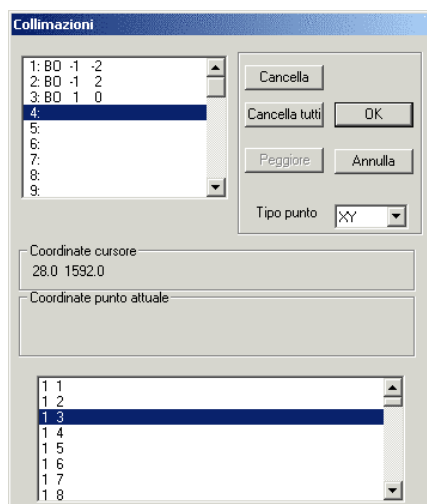 Collimazioni
1: BO -1 -2
2: BO -1 2
3: BO 1 0
4:
5:
6:
7:
8:
9:
Cancella
Cancella tutti
OK
Peggiore
Annulla
Tipo punto
XY
Coordinate cursore
28.0 1592.0
Coordinate punto attuale
1 1
1 2
1 3
1 4
1 5
1 6
1 7
1 8